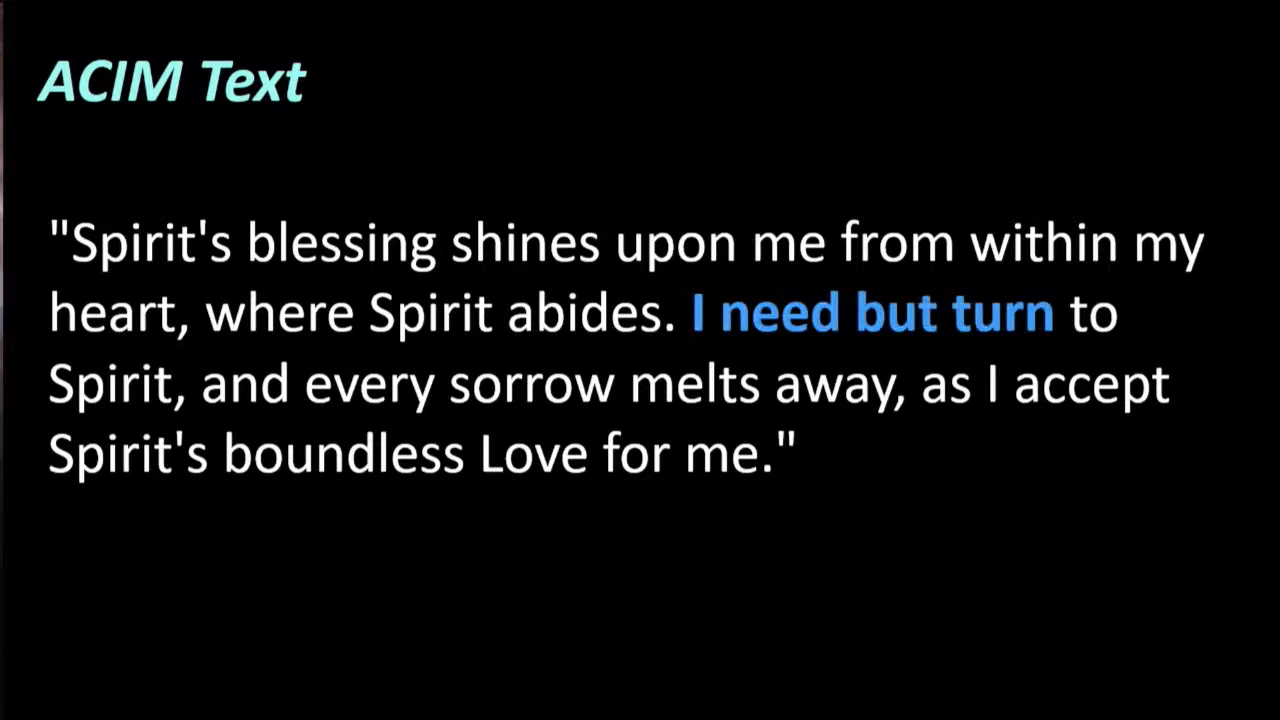 ACIM Text
"Spirit's blessing shines upon me from within my
heart, where Spirit abides. I need but turn to
Spirit, and every sorrow melts away, as I accept
Spirit's boundless Love for me."